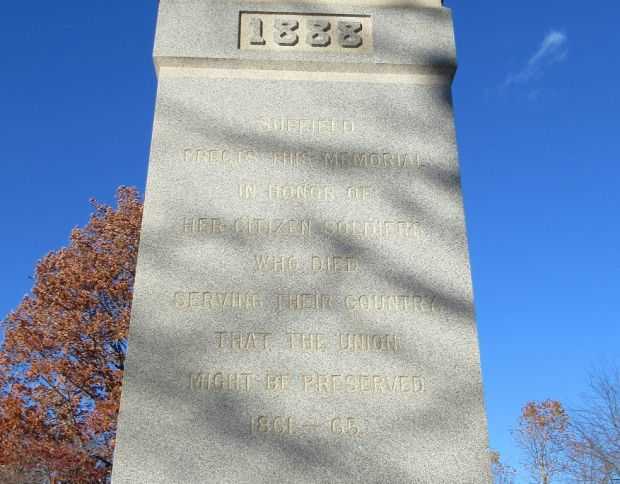 1888
SUFFIELD
ERECTS THIS MEMORIAL
IN HONOR OF
HER CITIZEN SOLDIERS
WHO DIED
SERVING THEIR COUNTRY
THAT THE UNION
MIGHT BE PRESERVED
1861–65.